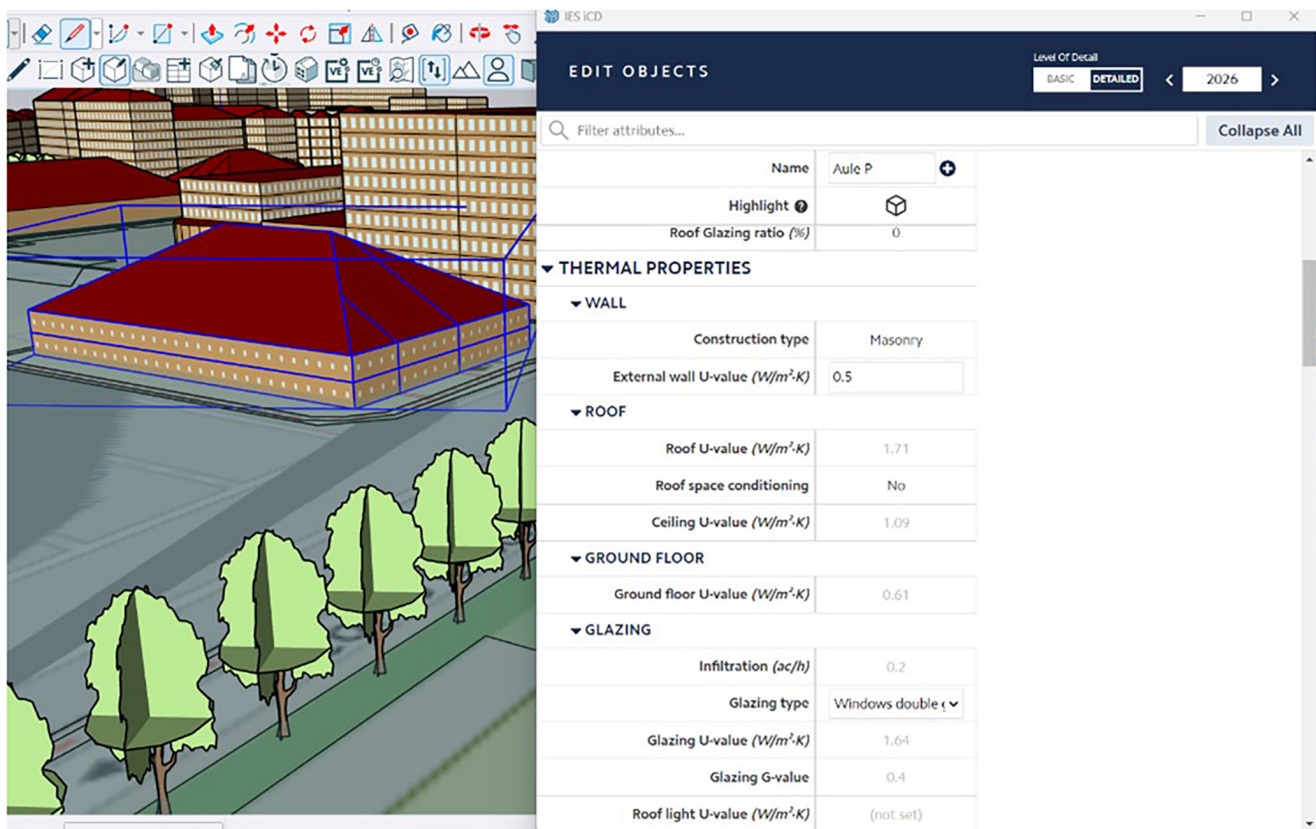 IES iCD
EDIT OBJECTS
Level Of Detail
BASIC DETAILED
2026
Filter attributes...
Collapse All
Name Aule P
Highlight ?
Roof Glazing ratio (%) 0
THERMAL PROPERTIES
WALL
Construction type Masonry
External wall U-value (W/m²·K) 0.5
ROOF
Roof U-value (W/m²·K) 1.71
Roof space conditioning No
Ceiling U-value (W/m²·K) 1.09
GROUND FLOOR
Ground floor U-value (W/m²·K) 0.61
GLAZING
Infiltration (ac/h) 0.2
Glazing type Windows double
Glazing U-value (W/m²·K) 1.64
Glazing G-value 0.4
Roof light U-value (W/m²·K) (not set)
VE VE